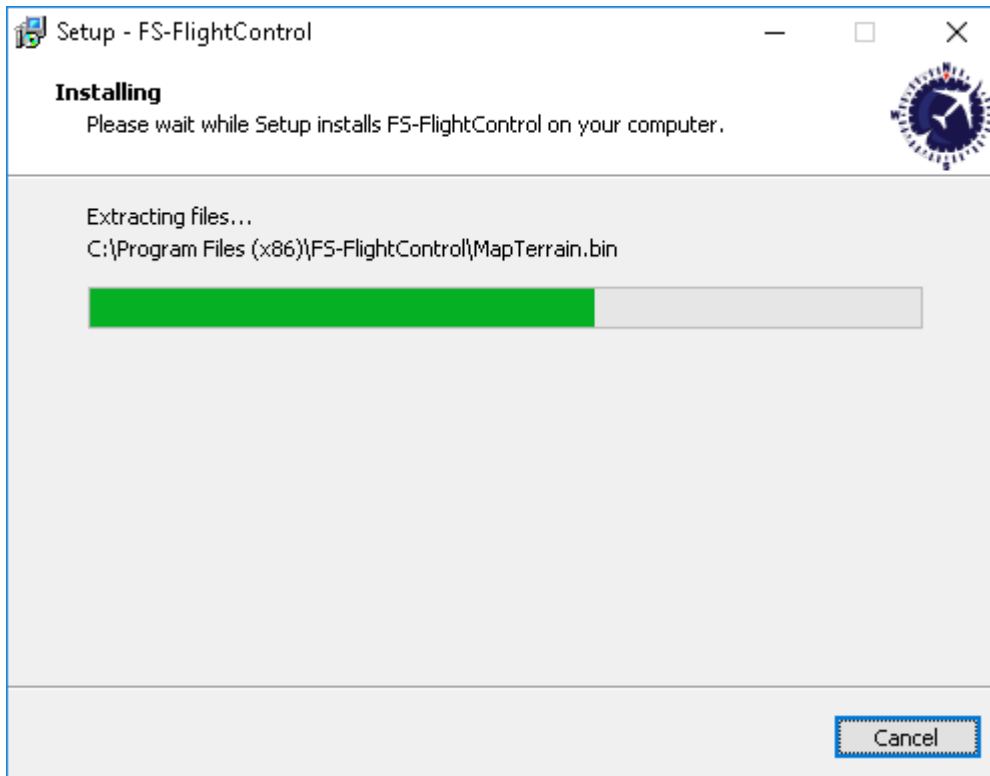 Setup - FS-FlightControl
Installing
Please wait while Setup installs FS-FlightControl on your computer.
N
W
S
Extracting files...
C:\Program Files (x86)\FS-FlightControl\MapTerrain.bin
Cancel